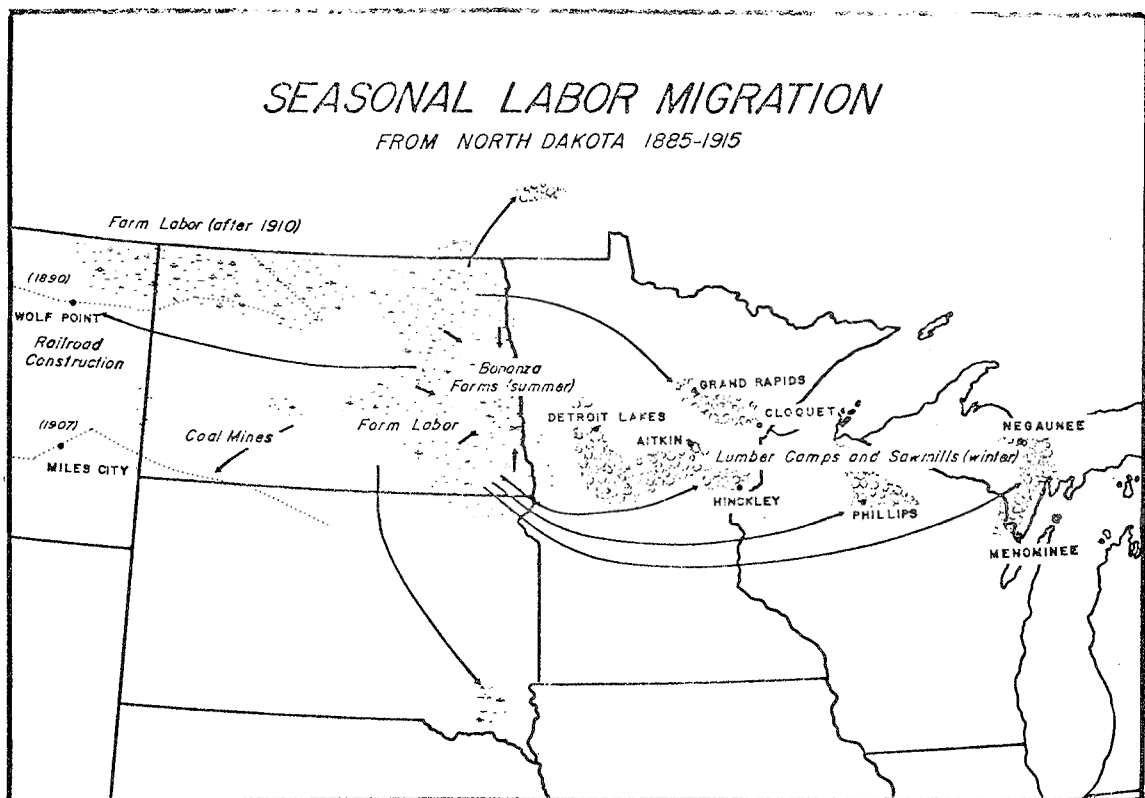 SEASONAL LABOR MIGRATION
FROM NORTH DAKOTA 1885-1915
Farm Labor (after 1910)
(1890)
WOLF POINT
Railroad
Construction
Bonanza
Farms (summer)
GRAND RAPIDS
DETROIT LAKES
CLOQUET
(1907)
Coal Mines
Farm Labor
AITKIN
NEGAUNEE
MILES CITY
Lumber Camps and Sawmills (winter)
HINCKLEY
PHILLIPS
MENOMINEE